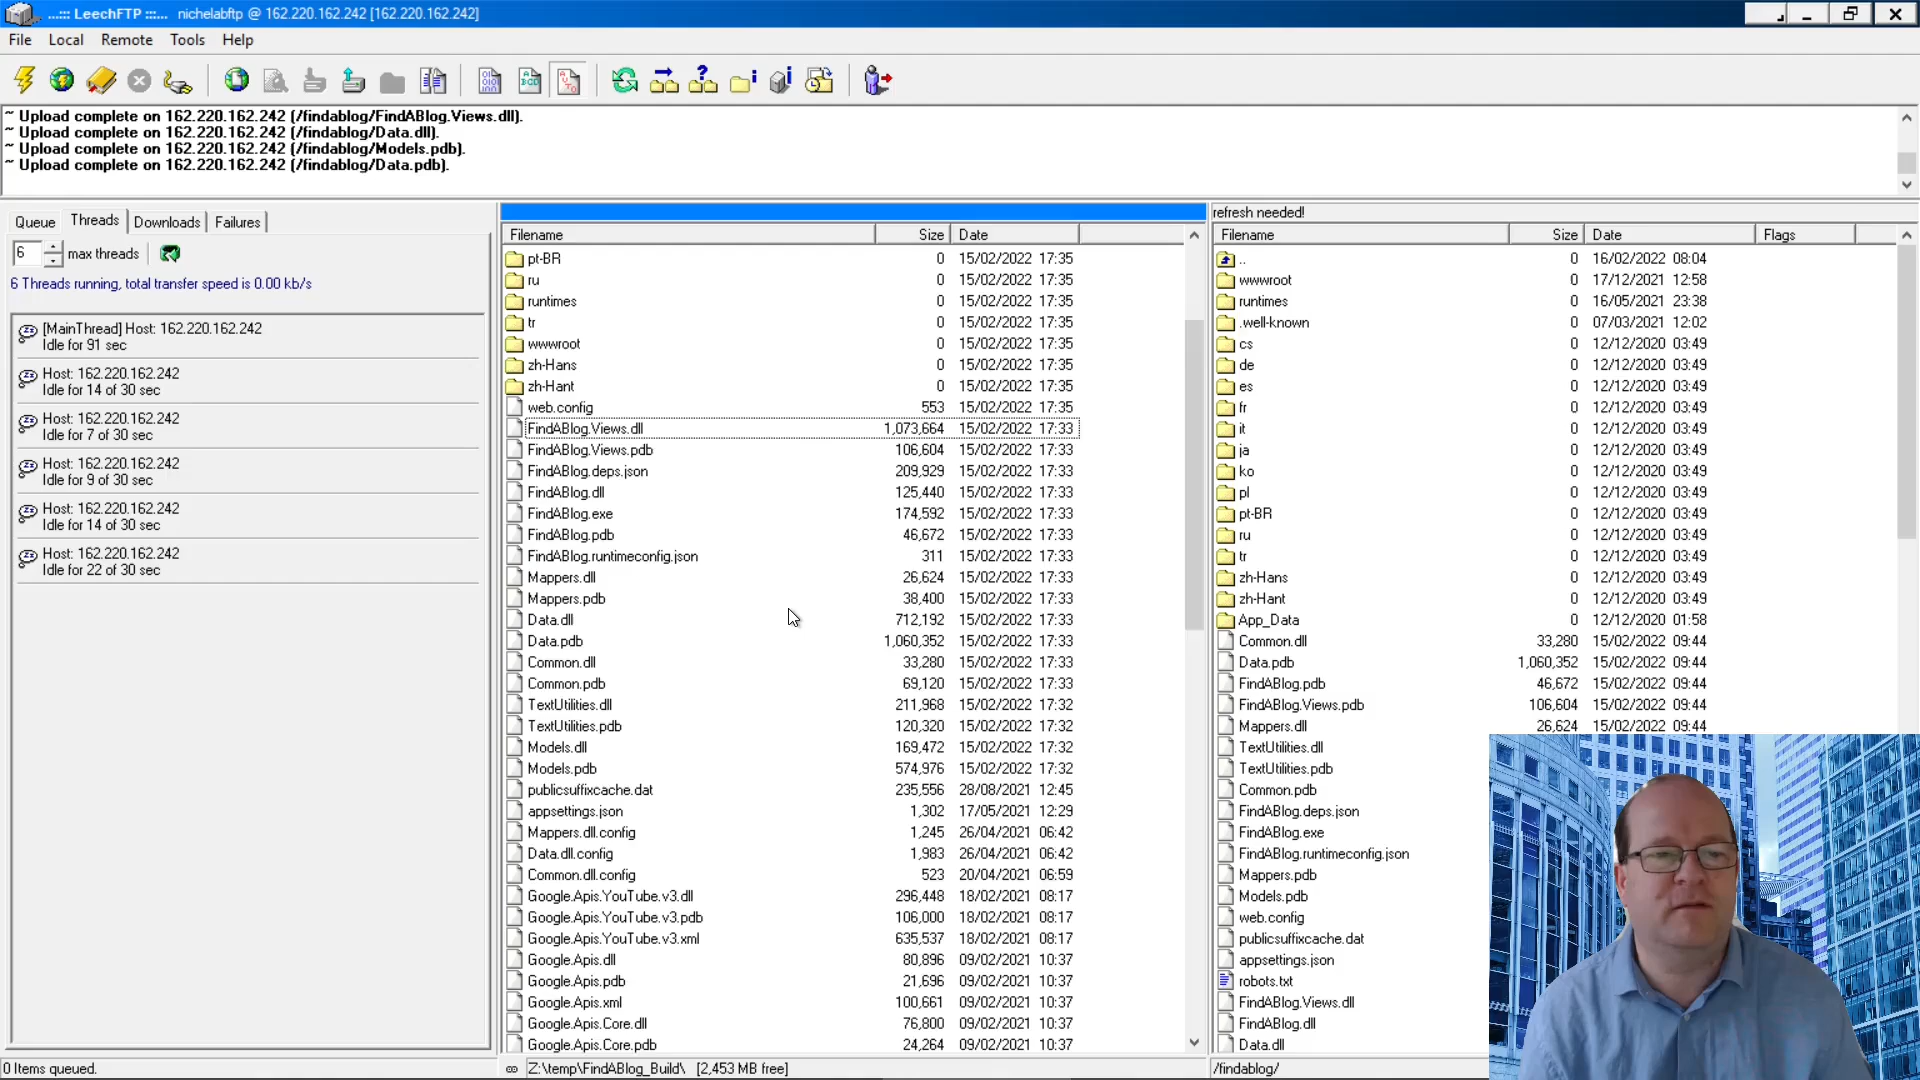 ...::: LeechFTP :::... nichelabftp @ 162.220.162.242 [162.220.162.242]
File Local Remote Tools Help
~ Upload complete on 162.220.162.242 (/findablog/FindABlog.Views.dll).
~ Upload complete on 162.220.162.242 (/findablog/Data.dll).
~ Upload complete on 162.220.162.242 (/findablog/Models.pdb).
~ Upload complete on 162.220.162.242 (/findablog/Data.pdb).
Queue Threads Downloads Failures
6 max threads
6 Threads running, total transfer speed is 0.00 kb/s
[MainThread] Host: 162.220.162.242
Idle for 91 sec
Host: 162.220.162.242
Idle for 14 of 30 sec
Host: 162.220.162.242
Idle for 7 of 30 sec
Host: 162.220.162.242
Idle for 9 of 30 sec
Host: 162.220.162.242
Idle for 14 of 30 sec
Host: 162.220.162.242
Idle for 22 of 30 sec
0 Items queued.
Filename Size Date
pt-BR 0 15/02/2022 17:35
ru 0 15/02/2022 17:35
runtimes 0 15/02/2022 17:35
tr 0 15/02/2022 17:35
wwwroot 0 15/02/2022 17:35
zh-Hans 0 15/02/2022 17:35
zh-Hant 0 15/02/2022 17:35
web.config 553 15/02/2022 17:35
FindABlog.Views.dll 1,073,664 15/02/2022 17:33
FindABlog.Views.pdb 106,604 15/02/2022 17:33
FindABlog.deps.json 209,929 15/02/2022 17:33
FindABlog.dll 125,440 15/02/2022 17:33
FindABlog.exe 174,592 15/02/2022 17:33
FindABlog.pdb 46,672 15/02/2022 17:33
FindABlog.runtimeconfig.json 311 15/02/2022 17:33
Mappers.dll 26,624 15/02/2022 17:33
Mappers.pdb 38,400 15/02/2022 17:33
Data.dll 712,192 15/02/2022 17:33
Data.pdb 1,060,352 15/02/2022 17:33
Common.dll 33,280 15/02/2022 17:33
Common.pdb 69,120 15/02/2022 17:33
TextUtilities.dll 211,968 15/02/2022 17:32
TextUtilities.pdb 120,320 15/02/2022 17:32
Models.dll 169,472 15/02/2022 17:32
Models.pdb 574,976 15/02/2022 17:32
publicsuffixcache.dat 235,556 28/08/2021 12:45
appsettings.json 1,302 17/05/2021 12:29
Mappers.dll.config 1,245 26/04/2021 06:42
Data.dll.config 1,983 26/04/2021 06:42
Common.dll.config 523 20/04/2021 06:59
Google.Apis.YouTube.v3.dll 296,448 18/02/2021 08:17
Google.Apis.YouTube.v3.pdb 106,000 18/02/2021 08:17
Google.Apis.YouTube.v3.xml 635,537 18/02/2021 08:17
Google.Apis.dll 80,896 09/02/2021 10:37
Google.Apis.pdb 21,696 09/02/2021 10:37
Google.Apis.xml 100,661 09/02/2021 10:37
Google.Apis.Core.dll 76,800 09/02/2021 10:37
Google.Apis.Core.pdb 24,264 09/02/2021 10:37
Z:\temp\FindABlog_Build\ [2,453 MB free]
refresh needed!
Filename Size Date Flags
.. 0 16/02/2022 08:04
wwwroot 0 17/12/2021 12:58
runtimes 0 16/05/2021 23:38
.well-known 0 07/03/2021 12:02
cs 0 12/12/2020 03:49
de 0 12/12/2020 03:49
es 0 12/12/2020 03:49
fr 0 12/12/2020 03:49
it 0 12/12/2020 03:49
ja 0 12/12/2020 03:49
ko 0 12/12/2020 03:49
pl 0 12/12/2020 03:49
pt-BR 0 12/12/2020 03:49
ru 0 12/12/2020 03:49
tr 0 12/12/2020 03:49
zh-Hans 0 12/12/2020 03:49
zh-Hant 0 12/12/2020 03:49
App_Data 0 12/12/2020 01:58
Common.dll 33,280 15/02/2022 09:44
Data.pdb 1,060,352 15/02/2022 09:44
FindABlog.pdb 46,672 15/02/2022 09:44
FindABlog.Views.pdb 106,604 15/02/2022 09:44
Mappers.dll 26,624 15/02/2022 09:44
TextUtilities.dll
TextUtilities.pdb
Common.pdb
FindABlog.deps.json
FindABlog.exe
FindABlog.runtimeconfig.json
Mappers.pdb
Models.pdb
web.config
publicsuffixcache.dat
appsettings.json
robots.txt
FindABlog.Views.dll
FindABlog.dll
Data.dll
/findablog/